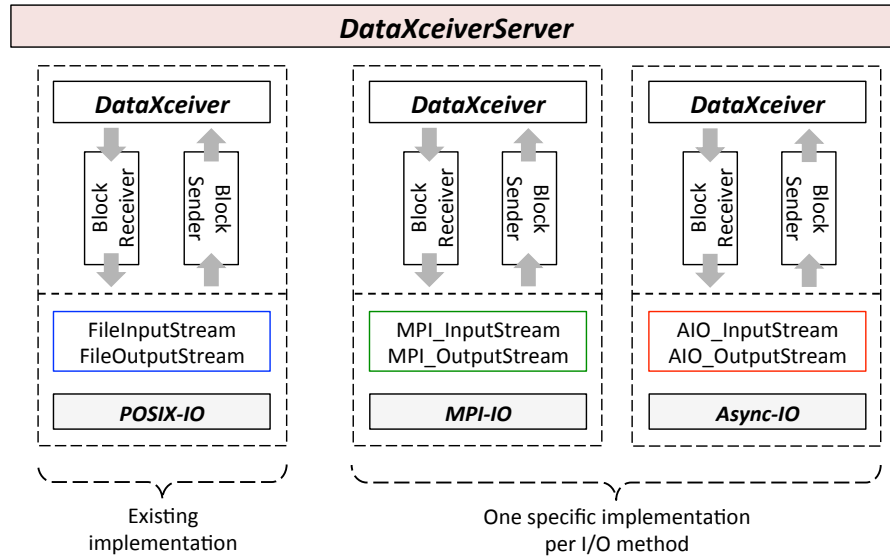 DataXceiverServer
DataXceiver
Block
Receiver
Block
Sender
FileInputStream
FileOutputStream
POSIX-IO
DataXceiver
Block
Receiver
Block
Sender
MPI_InputStream
MPI_OutputStream
MPI-IO
DataXceiver
Block
Receiver
Block
Sender
AIO_InputStream
AIO_OutputStream
Async-IO
Existing
implementation
One specific implementation
per I/O method